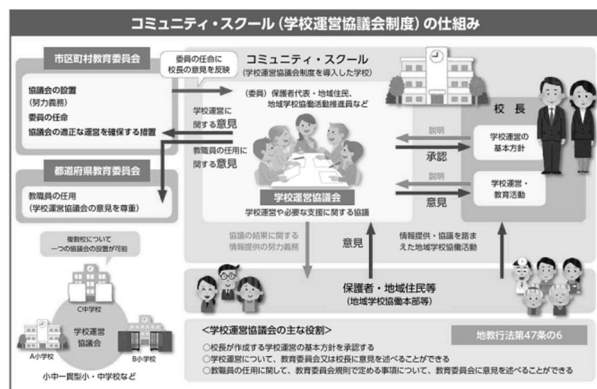 コミュニティ・スクール（学校運営協議会制度）の仕組み
市区町村教育委員会
協議会の設置
（努力義務）
委員の任命
協議会の適正な運営を確保する措置
都道府県教育委員会
教職員の任用
（学校運営協議会の意見を尊重）
委員の任命に
校長の意見を反映
学校運営に
関する意見
教職員の任用に
関する意見
コミュニティ・スクール
（学校運営協議会制度を導入した学校）
（委員）保護者代表・地域住民、
地域学校協働活動推進員など
学校運営協議会
学校運営や必要な支援に関する協議
説明
承認
説明
意見
校 長
学校運営の
基本方針
学校運営・
教育活動
協議の結果に関する
情報提供の努力義務
意見
情報提供・協議を踏ま
えた地域学校協働活動
保護者・地域住民等
（地域学校協働本部等）
複数校について
一つの協議会の設置が可能
C中学校
学校運営
協議会
A小学校
B小学校
小中一貫型小・中学校など
＜学校運営協議会の主な役割＞
地教行法第47条の6
○校長が作成する学校運営の基本方針を承認する
○学校運営について、教育委員会又は校長に意見を述べることができる
○教職員の任用に関して、教育委員会規則で定める事項について、教育委員会に意見を述べることができる